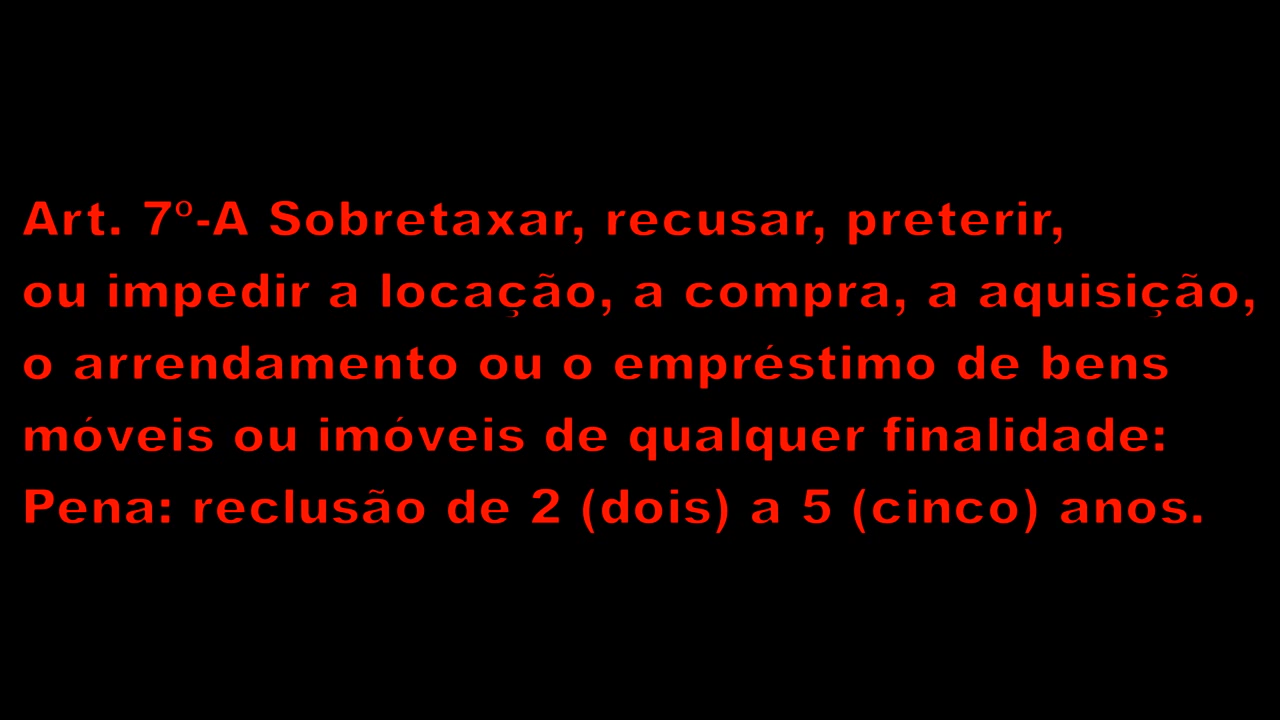 Art. 7º-A Sobretaxar, recusar, preterir,
ou impedir a locação, a compra, a aquisição,
o arrendamento ou o empréstimo de bens
móveis ou imóveis de qualquer finalidade:
Pena: reclusão de 2 (dois) a 5 (cinco) anos.